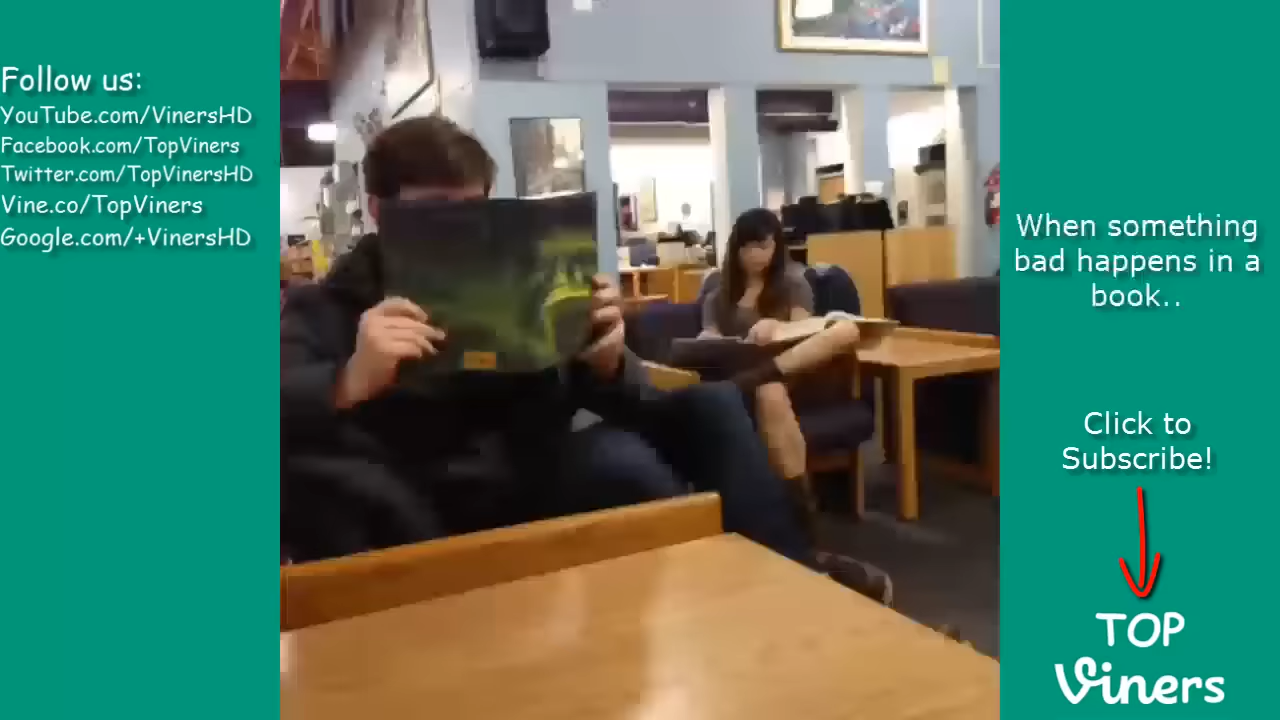 Follow us:
YouTube.com/VinersHD
Facebook.com/TopViners
Twitter.com/TopVinersHD
Vine.co/TopViners
Google.com/+VinersHD
When something
bad happens in a
book..
Click to
Subscribe!
TOP
Viners